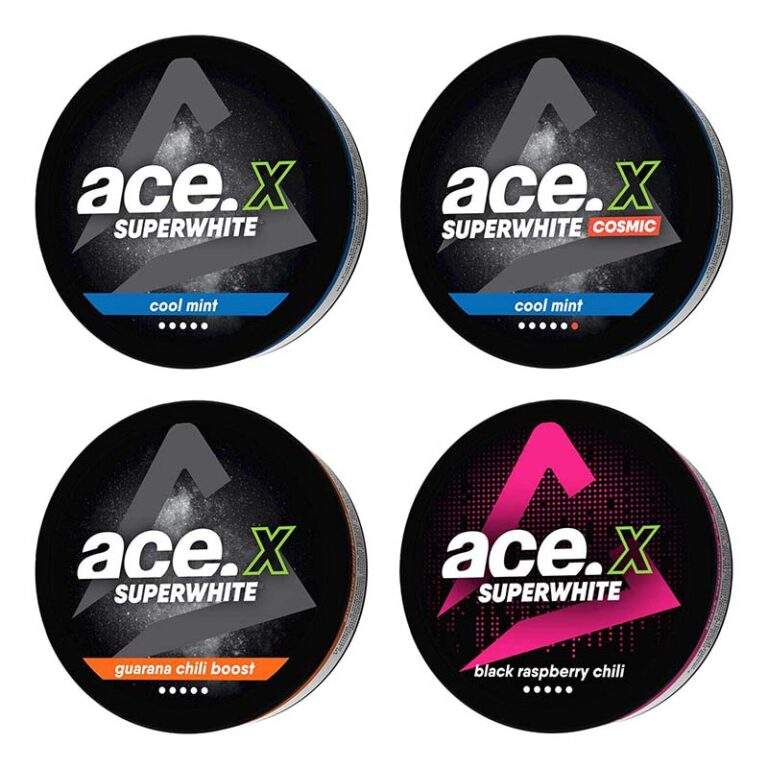 ace.X
SUPERWHITE
cool mint
ace.X
SUPERWHITE COSMIC
cool mint
ace.X
SUPERWHITE
guarana chili boost
ace.X
SUPERWHITE
black raspberry chili